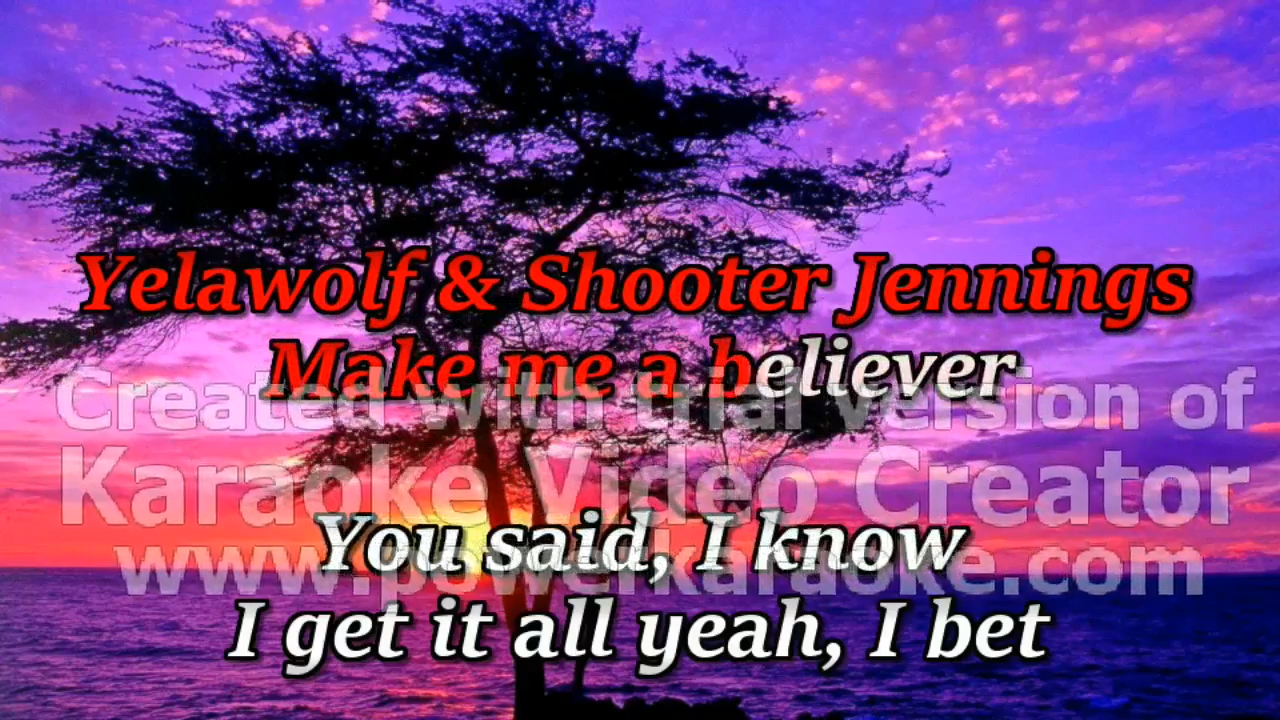 Yelawolf & Shooter Jennings
Make me a believer
Created with trial version of
Karaoke Video Creator
www.powerkaraoke.com
You said, I know
I get it all yeah, I bet